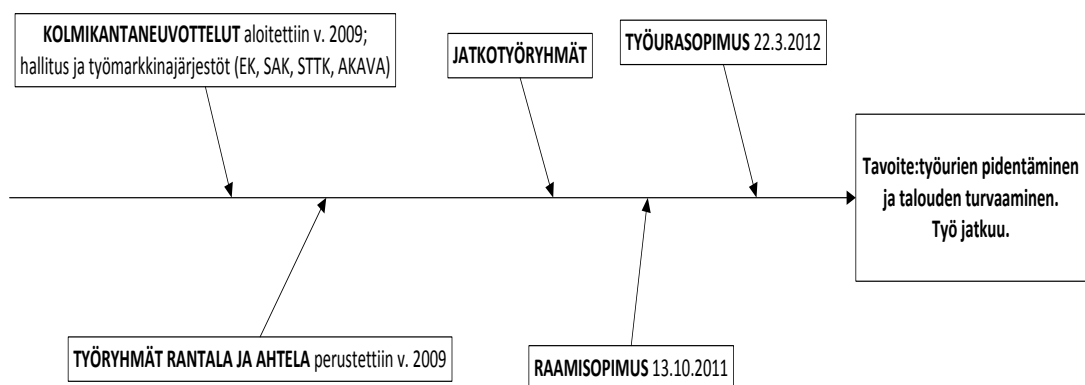 KOLMIKANTANEUVOTTELUT aloitettiin v. 2009;
hallitus ja työmarkkinajärjestöt (EK, SAK, STTK, AKAVA)
JATKOTYÖRYHMÄT
TYÖURASOPIMUS 22.3.2012
Tavoite:työurien pidentäminen
ja talouden turvaaminen.
Työ jatkuu.
TYÖRYHMÄT RANTALA JA AHTELA perustettiin v. 2009
RAAMISOPIMUS 13.10.2011